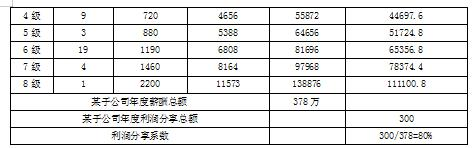 4 级 9 720 4656 55872 44697.6
5 级 3 880 5388 64656 51724.8
6 级 19 1190 6808 81696 65356.8
7 级 4 1460 8164 97968 78374.4
8 级 1 2200 11573 138876 111100.8
某子公司年度薪酬总额 378 万
某子公司年度利润分享总额 300
利润分享系数 300/378=80%